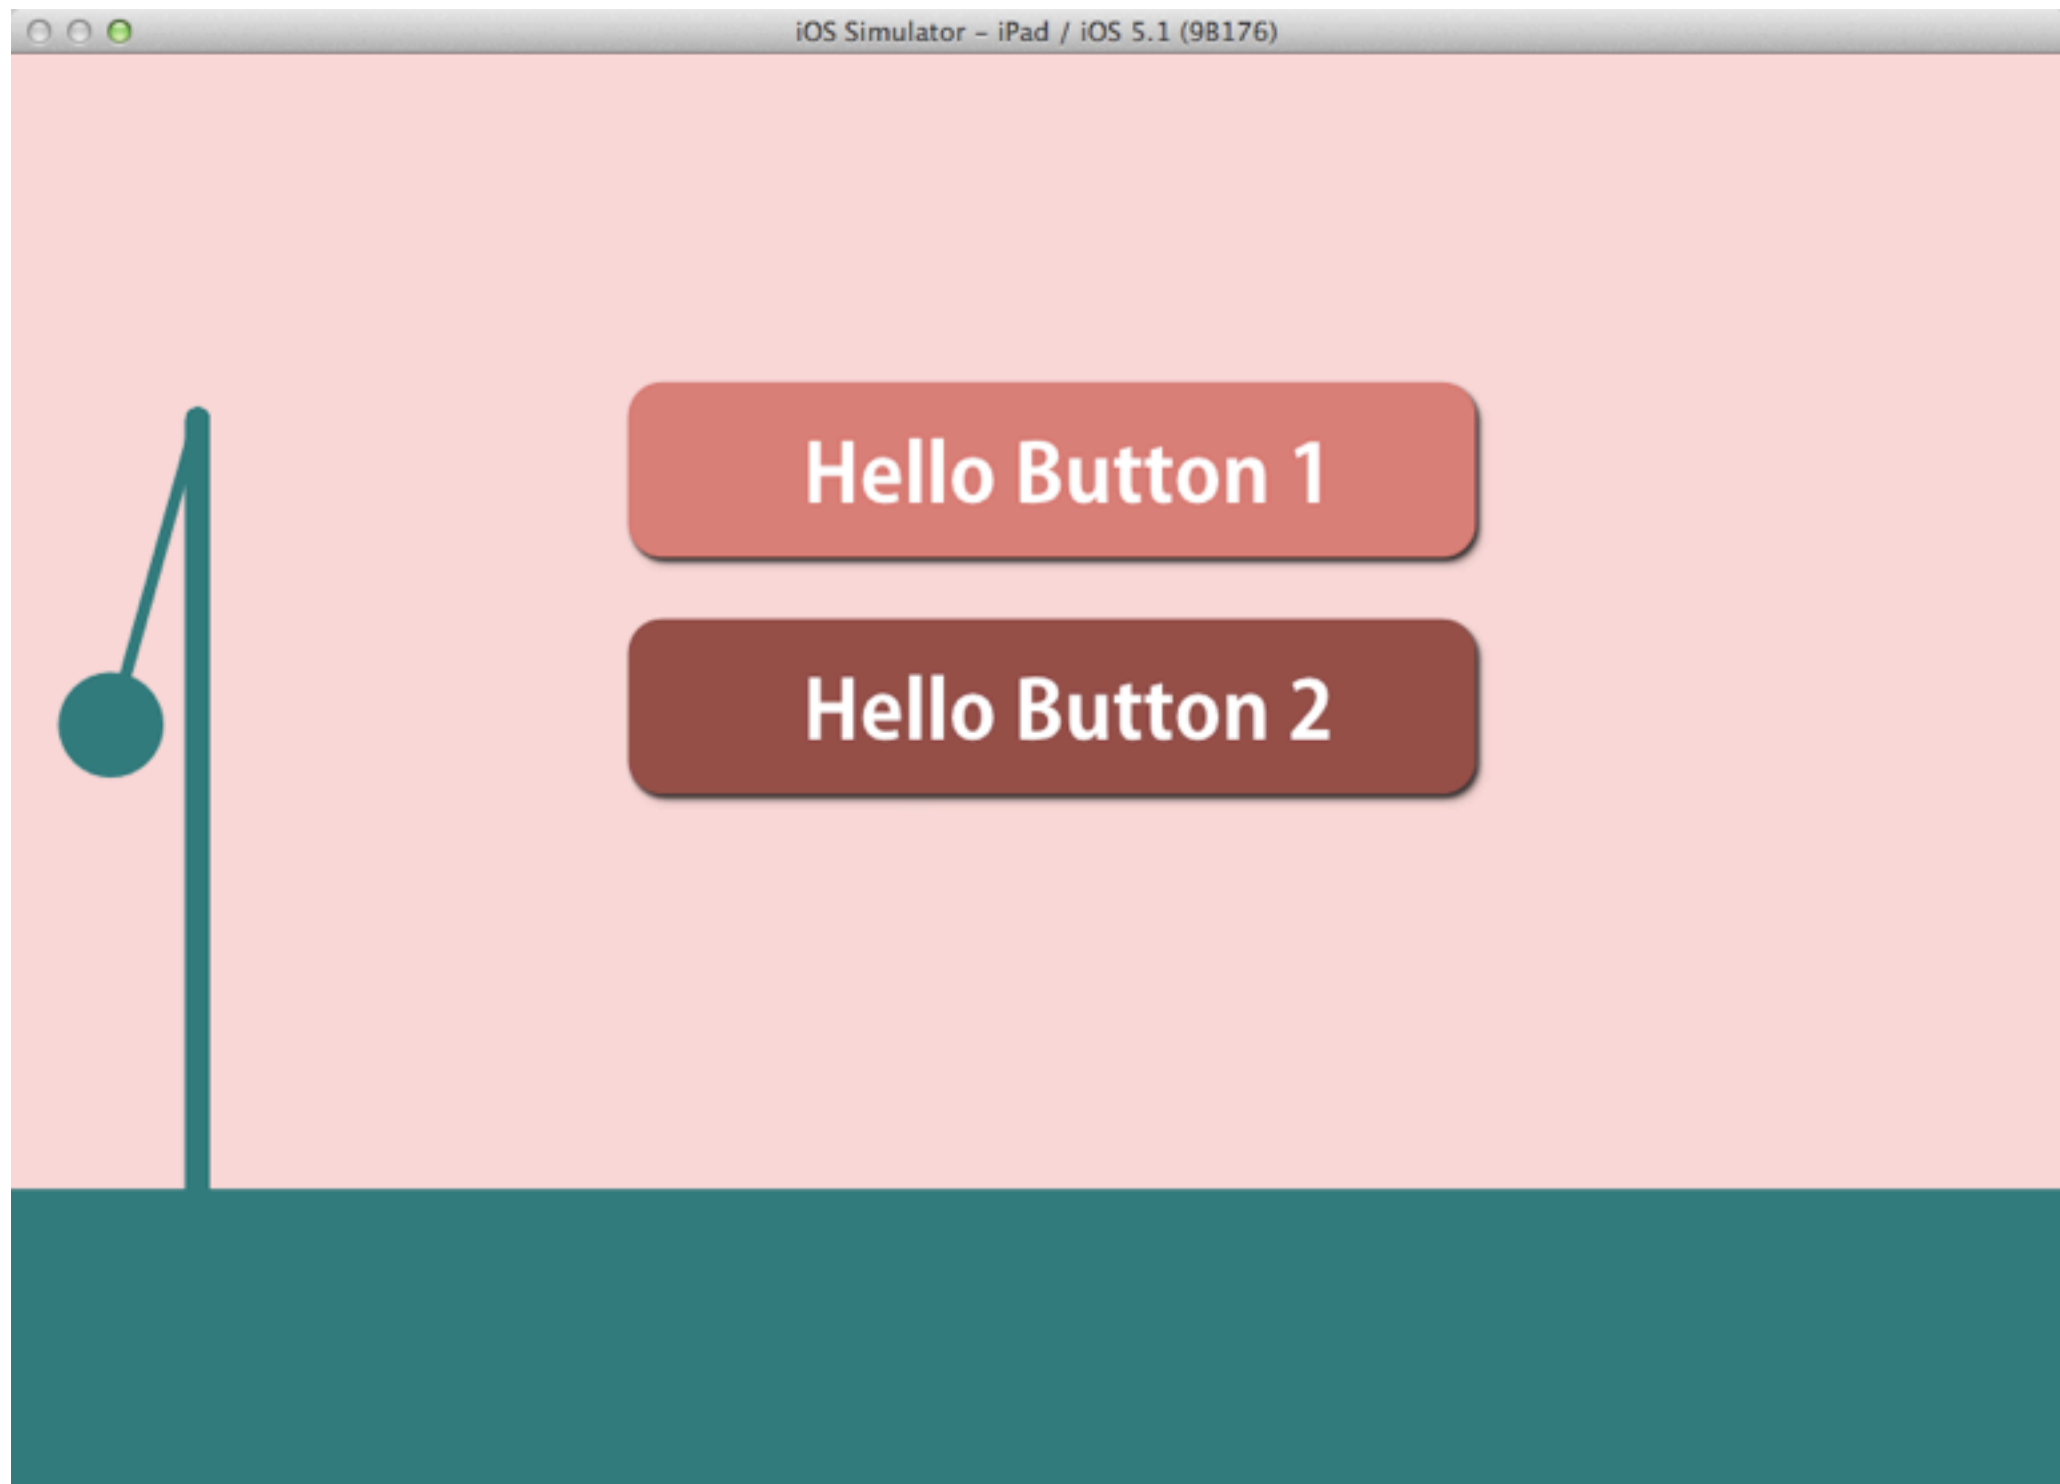 iOS Simulator – iPad / iOS 5.1 (9B176)
Hello Button 1
Hello Button 2